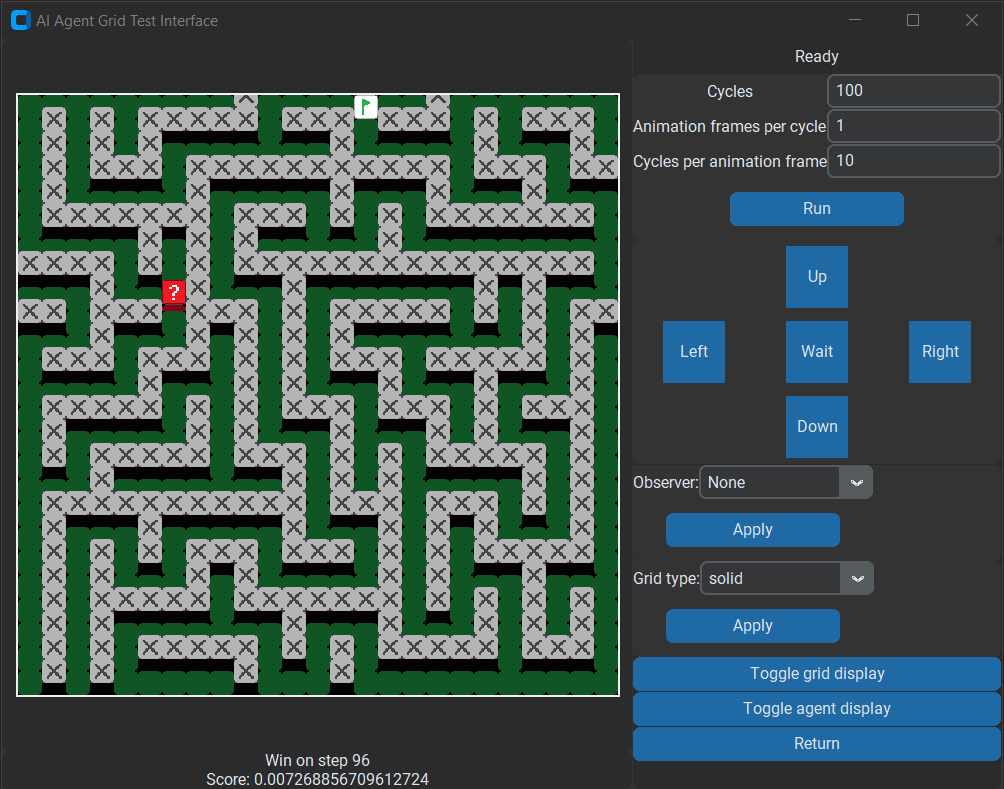 AI Agent Grid Test Interface
Ready
Cycles 100
Animation frames per cycle 1
Cycles per animation frame 10
Run
Up
Left Wait Right
Down
Observer: None
Apply
Grid type: solid
Apply
Toggle grid display
Toggle agent display
Return
?
Win on step 96
Score: 0.007268856709612724